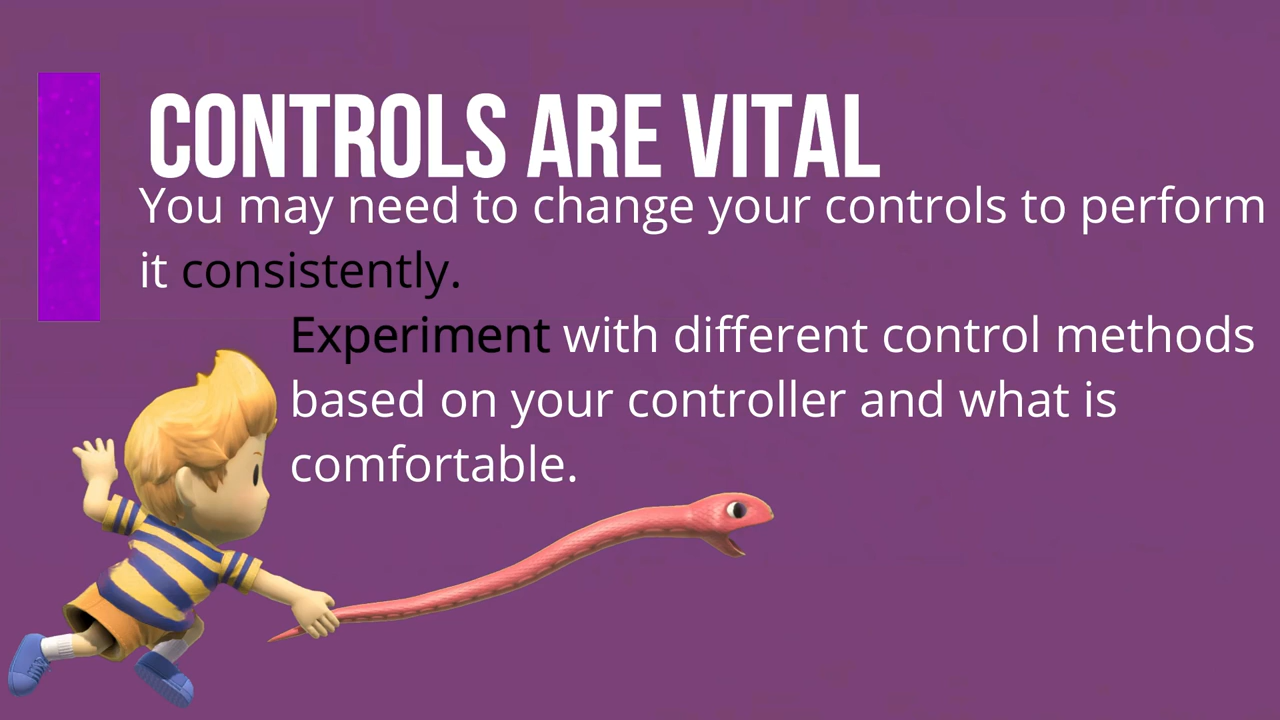 CONTROLS ARE VITAL
You may need to change your controls to perform
it consistently.
Experiment with different control methods
based on your controller and what is
comfortable.